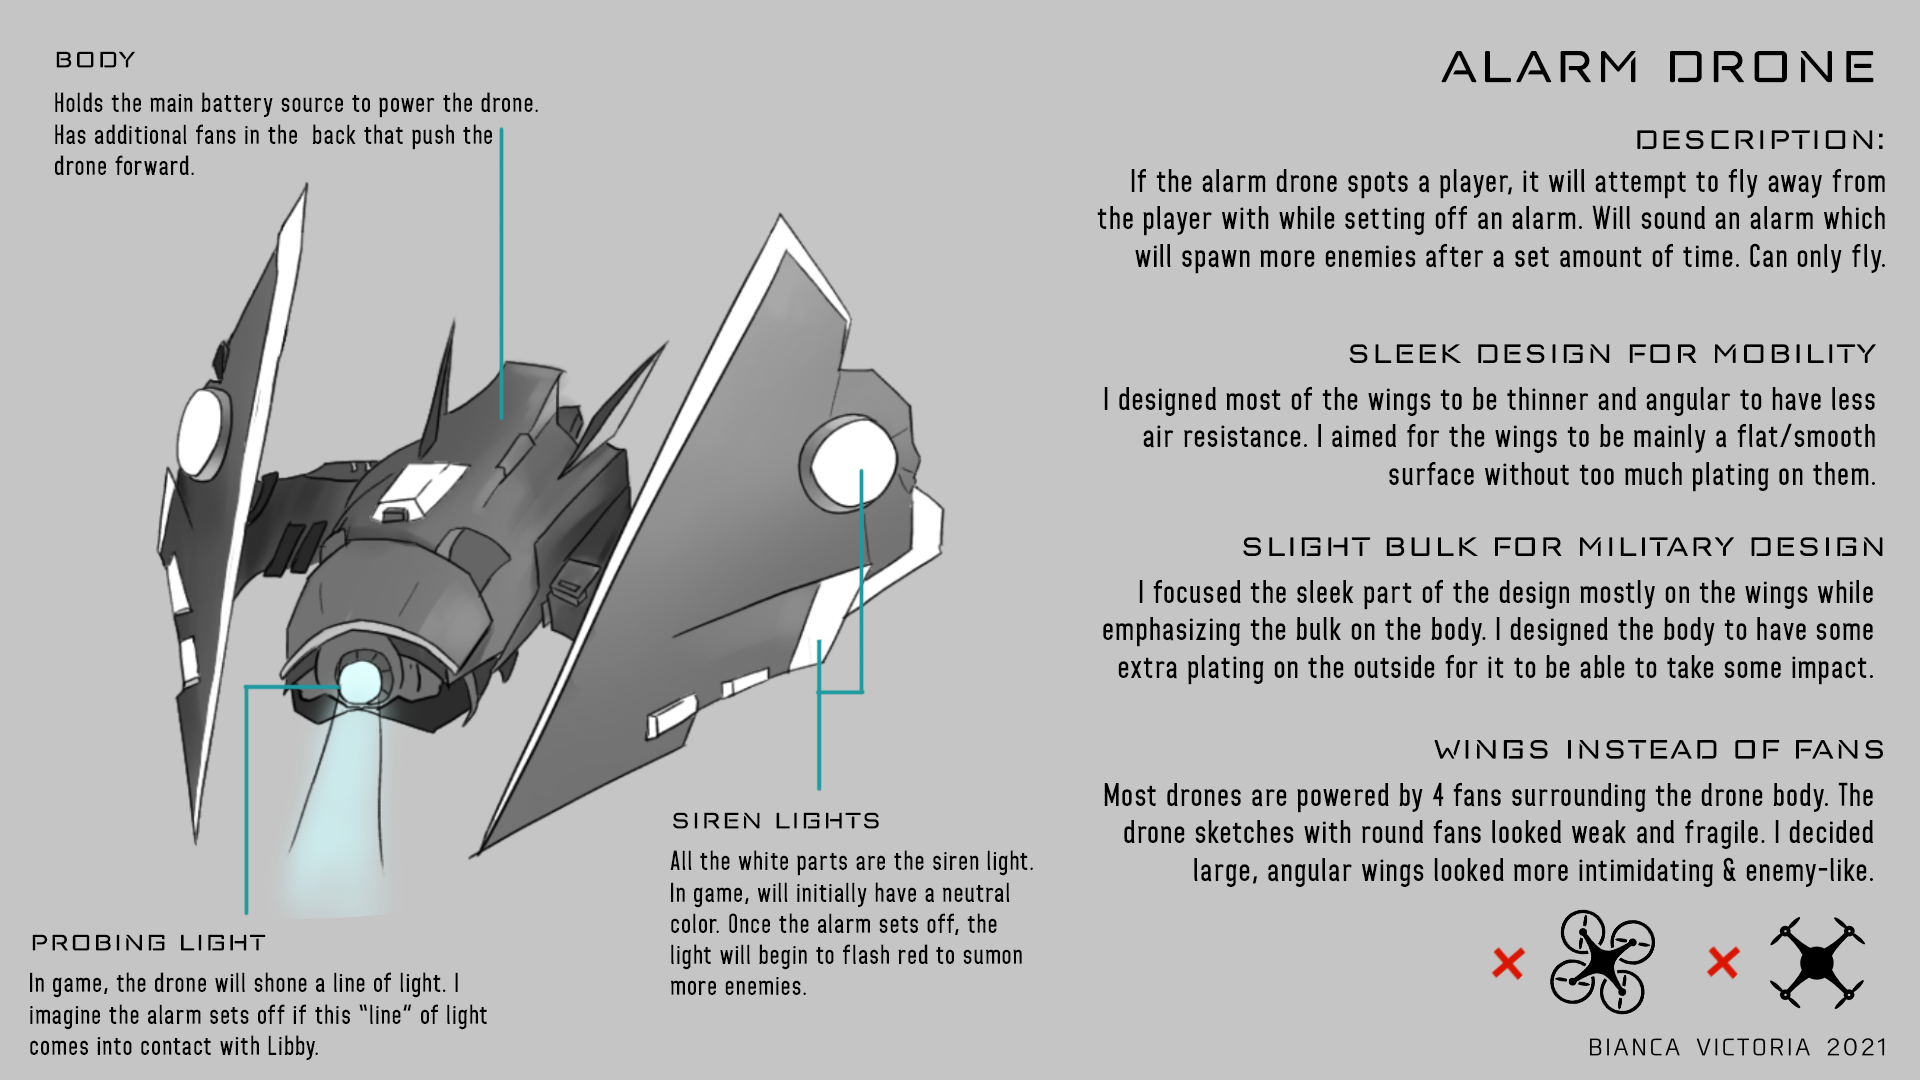 BODY
Holds the main battery source to power the drone.
Has additional fans in the back that push the
drone forward.
ALARM DRONE
DESCRIPTION:
If the alarm drone spots a player, it will attempt to fly away from
the player with while setting off an alarm. Will sound an alarm which
will spawn more enemies after a set amount of time. Can only fly.
SLEEK DESIGN FOR MOBILITY
I designed most of the wings to be thinner and angular to have less
air resistance. I aimed for the wings to be mainly a flat/smooth
surface without too much plating on them.
SLIGHT BULK FOR MILITARY DESIGN
I focused the sleek part of the design mostly on the wings while
emphasizing the bulk on the body. I designed the body to have some
extra plating on the outside for it to be able to take some impact.
WINGS INSTEAD OF FANS
Most drones are powered by 4 fans surrounding the drone body. The
drone sketches with round fans looked weak and fragile. I decided
large, angular wings looked more intimidating & enemy-like.
SIREN LIGHTS
All the white parts are the siren light.
In game, will initially have a neutral
color. Once the alarm sets off, the
light will begin to flash red to sumon
more enemies.
PROBING LIGHT
In game, the drone will shone a line of light. I
imagine the alarm sets off if this “line” of light
comes into contact with Libby.
BIANCA VICTORIA 2021